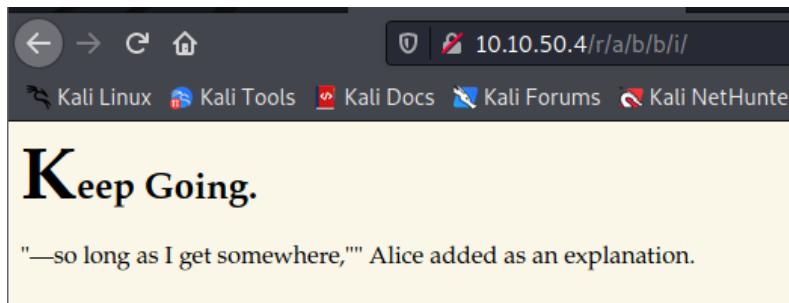 10.10.50.4/r/a/b/b/i/
Kali Linux Kali Tools Kali Docs Kali Forums Kali NetHunte
Keep Going.
"—so long as I get somewhere,"" Alice added as an explanation.